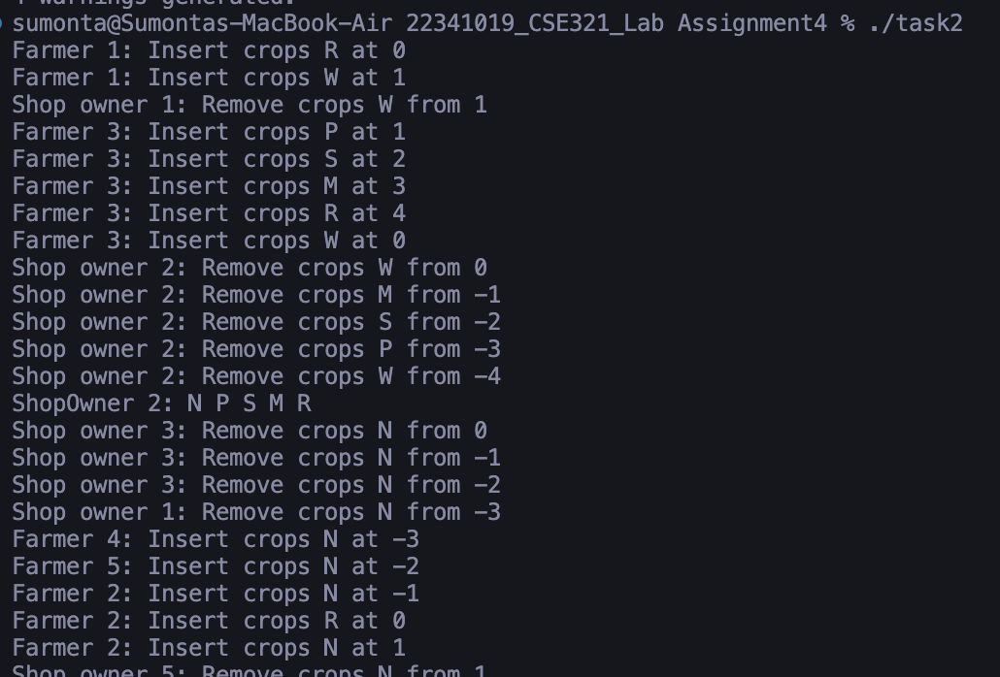 warnings generated.
sumonta@Sumontas-MacBook-Air 22341019_CSE321_Lab Assignment4 % ./task2
Farmer 1: Insert crops R at 0
Farmer 1: Insert crops W at 1
Shop owner 1: Remove crops W from 1
Farmer 3: Insert crops P at 1
Farmer 3: Insert crops S at 2
Farmer 3: Insert crops M at 3
Farmer 3: Insert crops R at 4
Farmer 3: Insert crops W at 0
Shop owner 2: Remove crops W from 0
Shop owner 2: Remove crops M from -1
Shop owner 2: Remove crops S from -2
Shop owner 2: Remove crops P from -3
Shop owner 2: Remove crops W from -4
ShopOwner 2: N P S M R
Shop owner 3: Remove crops N from 0
Shop owner 3: Remove crops N from -1
Shop owner 3: Remove crops N from -2
Shop owner 1: Remove crops N from -3
Farmer 4: Insert crops N at -3
Farmer 5: Insert crops N at -2
Farmer 2: Insert crops N at -1
Farmer 2: Insert crops R at 0
Farmer 2: Insert crops N at 1
Shop owner 5: Remove crops N from 1